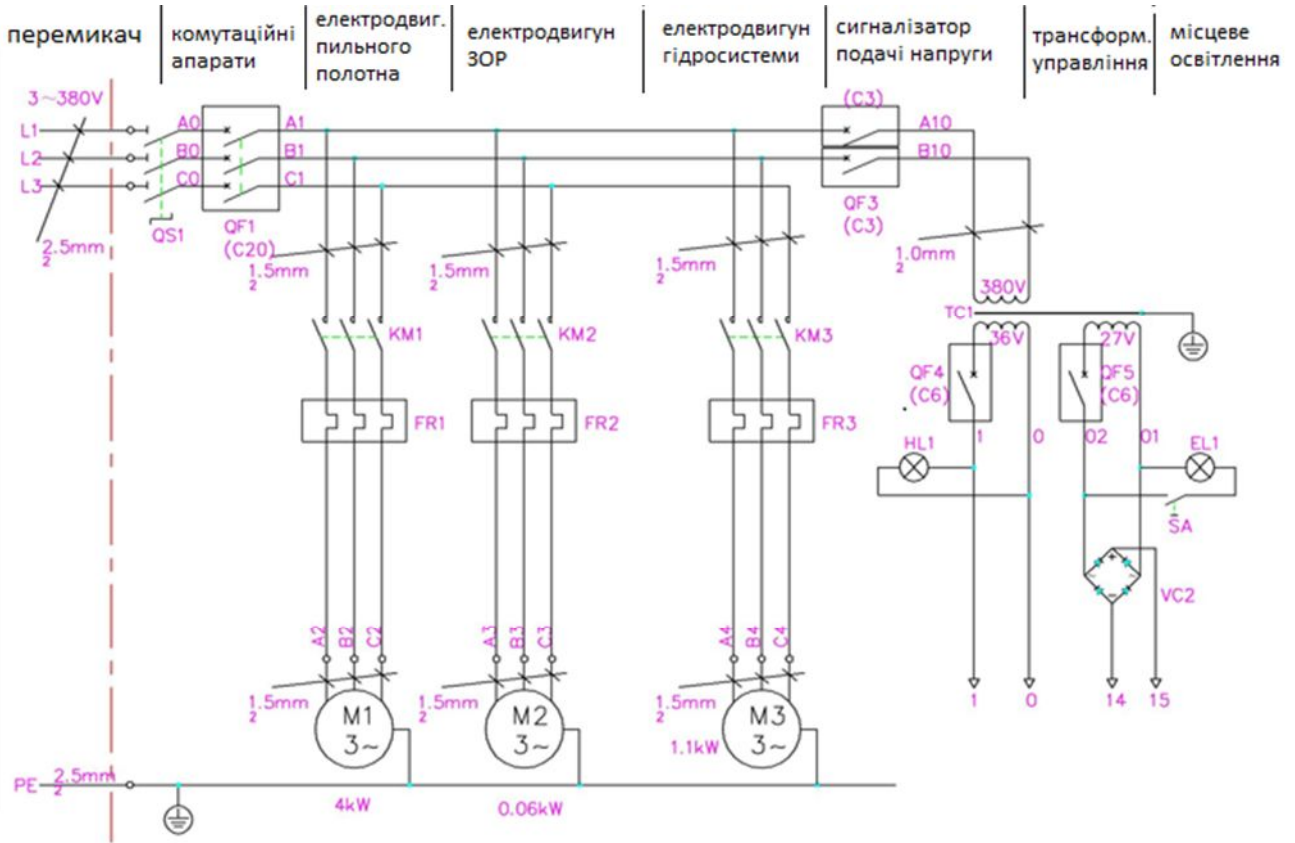 перемикач
комутаційні
апарати
електродвиг.
пильного
полотна
електродвигун
ЗОР
електродвигун
гідросистеми
сигналізатор
подачі напруги
трансформ.
управління
місцеве
освітлення
3~380V
(C3)
L1
A0
A1
A10
L2
B0
B1
B10
L3
C0
C1
QS1
QF1
(C20)
QF3
(C3)
2.5mm
2
1.5mm
2
1.5mm
2
1.5mm
2
1.0mm
2
380V
TC1
KM1
KM2
KM3
36V
27V
QF4
(C6)
QF5
(C6)
FR1
FR2
FR3
HL1
1
0
02
01
EL1
SA
+
~
~
−
VC2
A2
B2
C2
A3
B3
C3
A4
B4
C4
1.5mm
2
1.5mm
2
1.5mm
2
1
0
14
15
M1
3~
M2
3~
M3
3~
1.1kW
PE
2.5mm
2
4kW
0.06kW